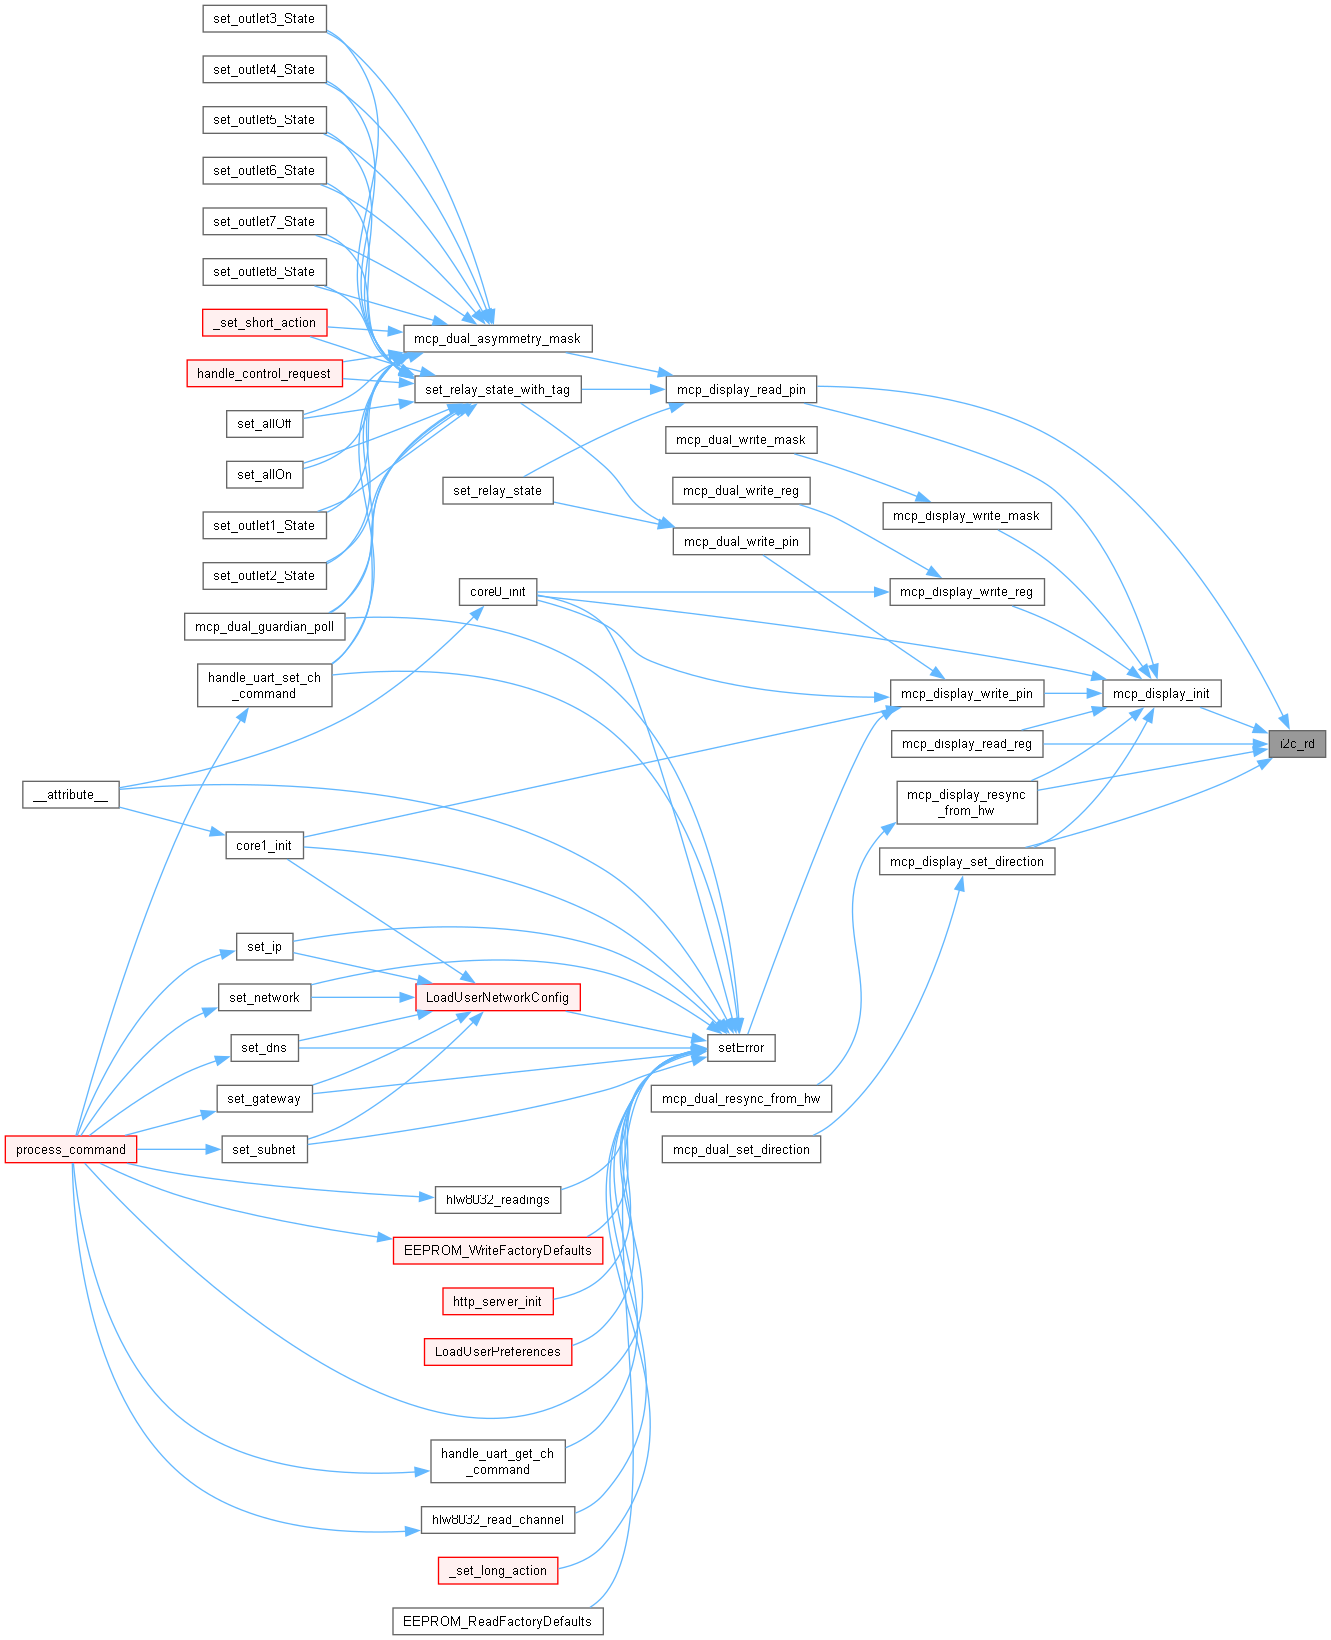 set_outlet3_State
set_outlet4_State
set_outlet5_State
set_outlet6_State
set_outlet7_State
set_outlet8_State
_set_short_action
mcp_dual_asymmetry_mask
handle_control_request
set_relay_state_with_tag
mcp_display_read_pin
set_allOff
mcp_dual_write_mask
set_allOn
set_relay_state
mcp_dual_write_reg
mcp_display_write_mask
set_outlet1_State
mcp_dual_write_pin
set_outlet2_State
core0_init
mcp_display_write_reg
mcp_dual_guardian_poll
handle_uart_set_ch
_command
mcp_display_write_pin
mcp_display_init
mcp_display_read_reg
i2c_rd
__attribute__
mcp_display_resync
_from_hw
core1_init
mcp_display_set_direction
set_ip
set_network
LoadUserNetworkConfig
set_dns
setError
set_gateway
mcp_dual_resync_from_hw
process_command
set_subnet
mcp_dual_set_direction
hlw8032_readings
EEPROM_WriteFactoryDefaults
http_server_init
LoadUserPreferences
handle_uart_get_ch
_command
hlw8032_read_channel
_set_long_action
EEPROM_ReadFactoryDefaults